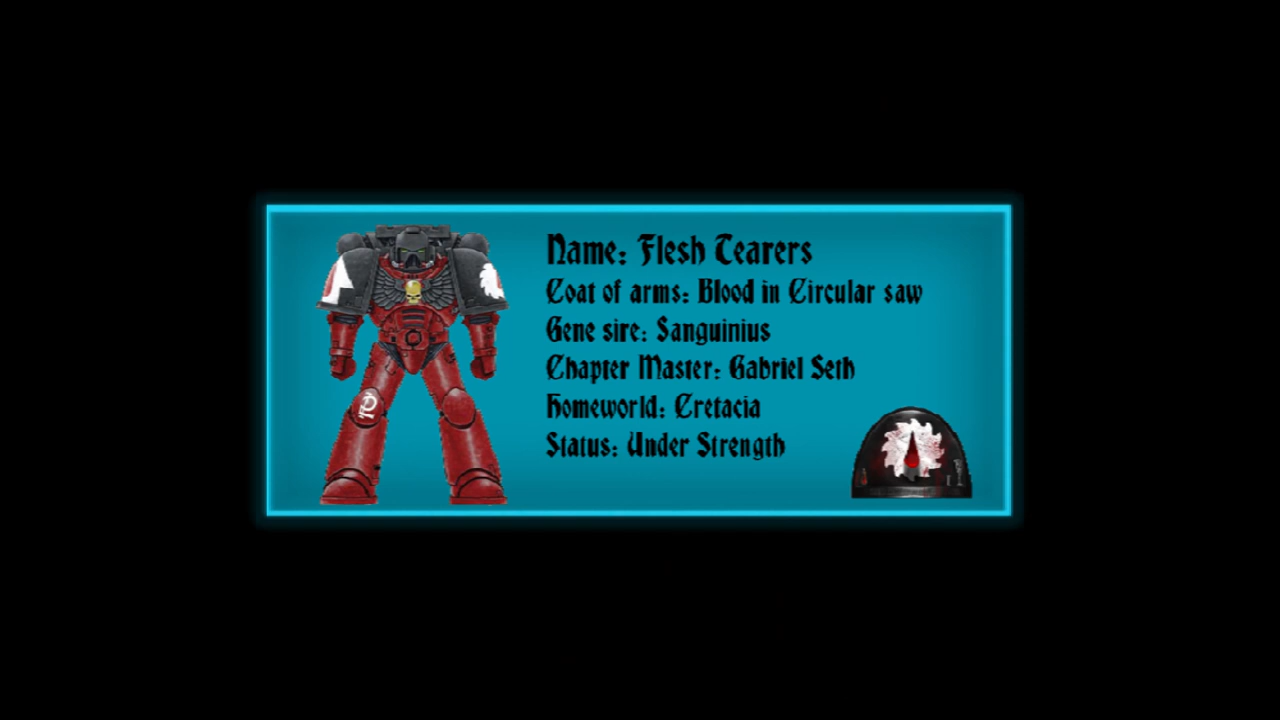 Name: Flesh Tearers
Coat of arms: Blood in Circular saw
Gene sire: Sanguinius
Chapter Master: Gabriel Seth
Homeworld: Cretacia
Status: Under Strength